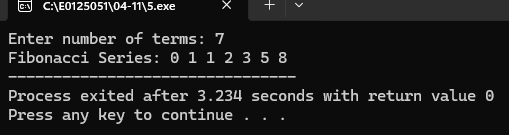 C:\E0125051\04-11\5.exe
Enter number of terms: 7
Fibonacci Series: 0 1 1 2 3 5 8
--------------------------------
Process exited after 3.234 seconds with return value 0
Press any key to continue . . .